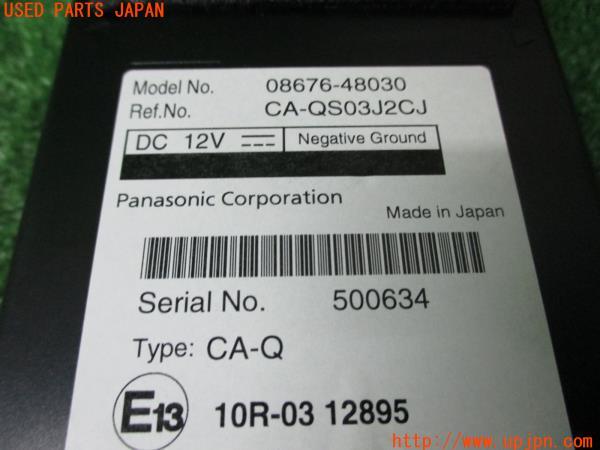 USED PARTS JAPAN
Model No. 08676-48030
Ref.No. CA-QS03J2CJ
DC 12V Negative Ground
Panasonic Corporation
Made in Japan
Serial No. 500634
Type: CA-Q
E13 10R-03 12895
http://www.upjpn.com